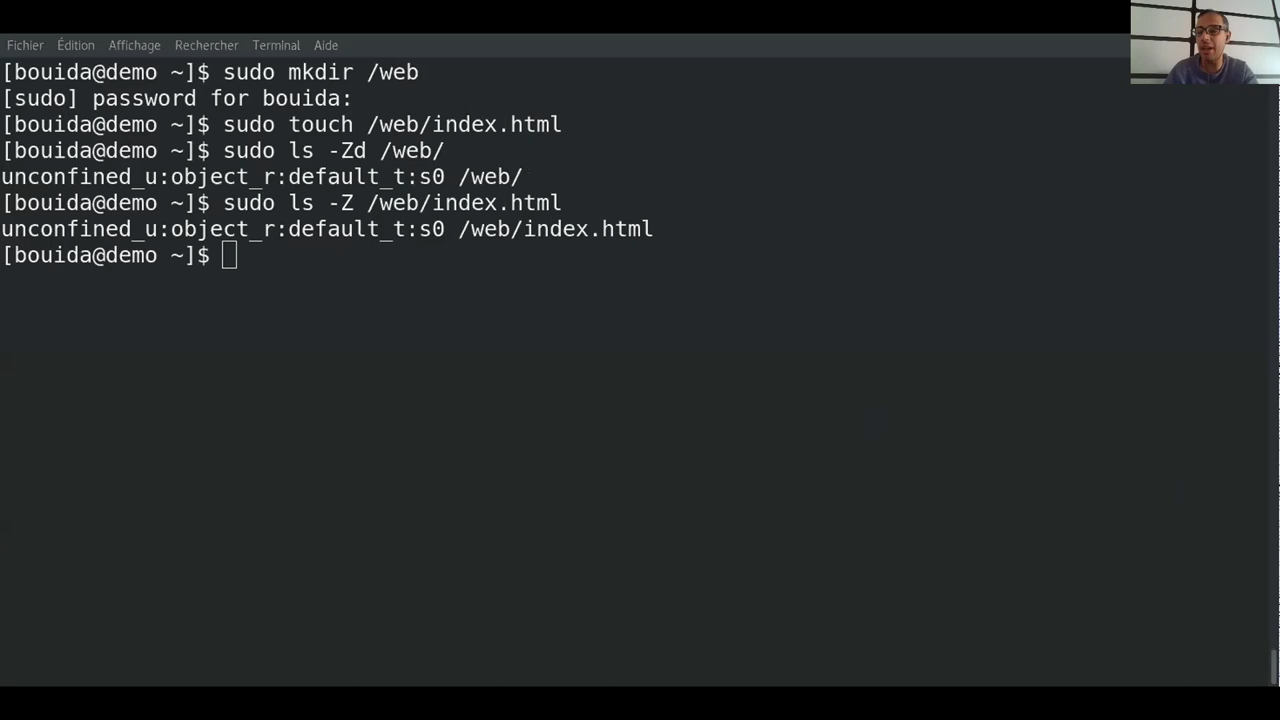 Fichier Édition Affichage Rechercher Terminal Aide
[bouida@demo ~]$ sudo mkdir /web
[sudo] password for bouida:
[bouida@demo ~]$ sudo touch /web/index.html
[bouida@demo ~]$ sudo ls -Zd /web/
unconfined_u:object_r:default_t:s0 /web/
[bouida@demo ~]$ sudo ls -Z /web/index.html
unconfined_u:object_r:default_t:s0 /web/index.html
[bouida@demo ~]$